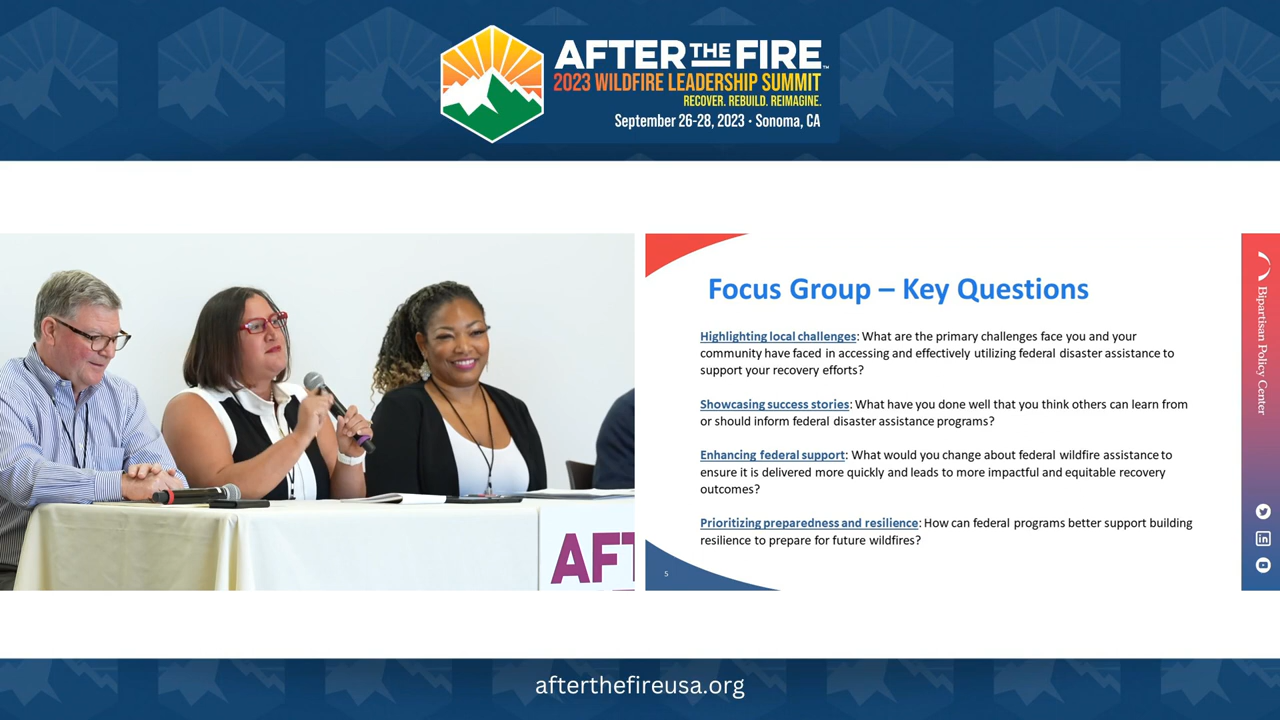 AFTER THE FIRE™
2023 WILDFIRE LEADERSHIP SUMMIT
RECOVER. REBUILD. REIMAGINE.
September 26-28, 2023 • Sonoma, CA
AFT
Focus Group – Key Questions
Highlighting local challenges: What are the primary challenges face you and your
community have faced in accessing and effectively utilizing federal disaster assistance to
support your recovery efforts?
Showcasing success stories: What have you done well that you think others can learn from
or should inform federal disaster assistance programs?
Enhancing federal support: What would you change about federal wildfire assistance to
ensure it is delivered more quickly and leads to more impactful and equitable recovery
outcomes?
Prioritizing preparedness and resilience: How can federal programs better support building
resilience to prepare for future wildfires?
5
Bipartisan Policy Center
in
afterthefireusa.org